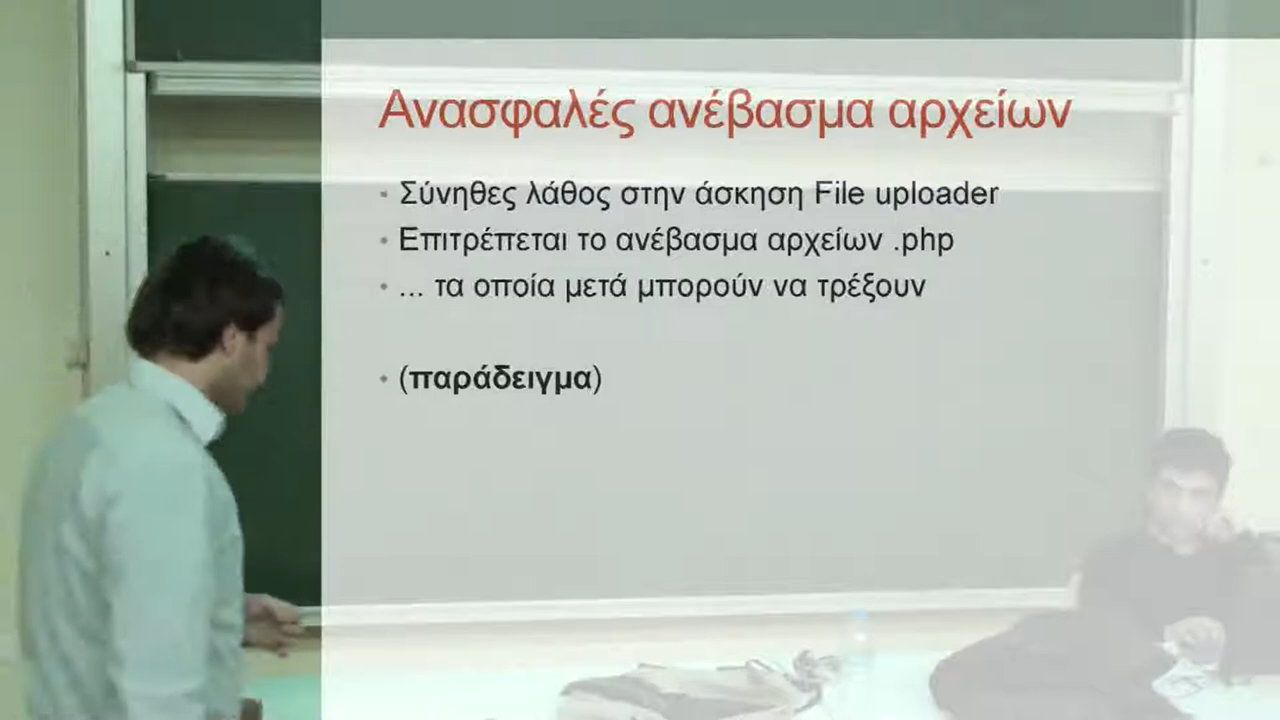 Ανασφαλές ανέβασμα αρχείων
• Σύνηθες λάθος στην άσκηση File uploader
• Επιτρέπεται το ανέβασμα αρχείων .php
• ... τα οποία μετά μπορούν να τρέξουν
• (παράδειγμα)